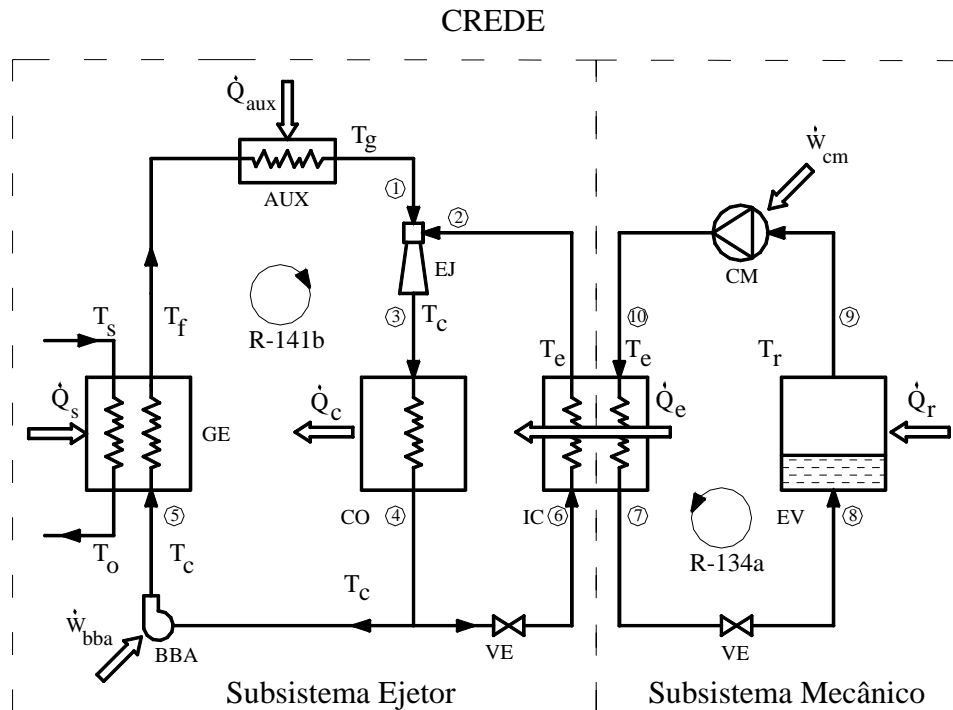 CREDE
Q̇aux
Tg
AUX
Ẇcm
①
②
EJ
CM
R-141b
③
Tc
⑩
⑨
Ts
Tf
Te
Te
Tr
Q̇s
GE
Q̇c
Q̇e
Q̇r
⑤
CO
④
IC
⑥
⑦
EV
⑧
To
Tc
R-134a
Tc
Ẇbba
BBA
VE
VE
Subsistema Ejetor
Subsistema Mecânico